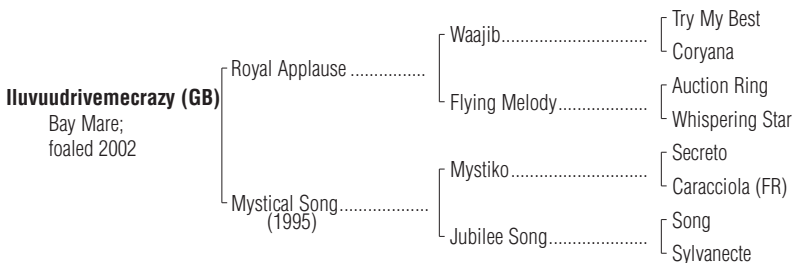 Iluvuudrivemecrazy (GB)
Bay Mare;
foaled 2002
Royal Applause ................
Mystical Song...................
(1995)
Waajib...............................
Flying Melody...................
Mystiko.............................
Jubilee Song.....................
Try My Best
Coryana
Auction Ring
Whispering Star
Secreto
Caracciola (FR)
Song
Sylvanecte